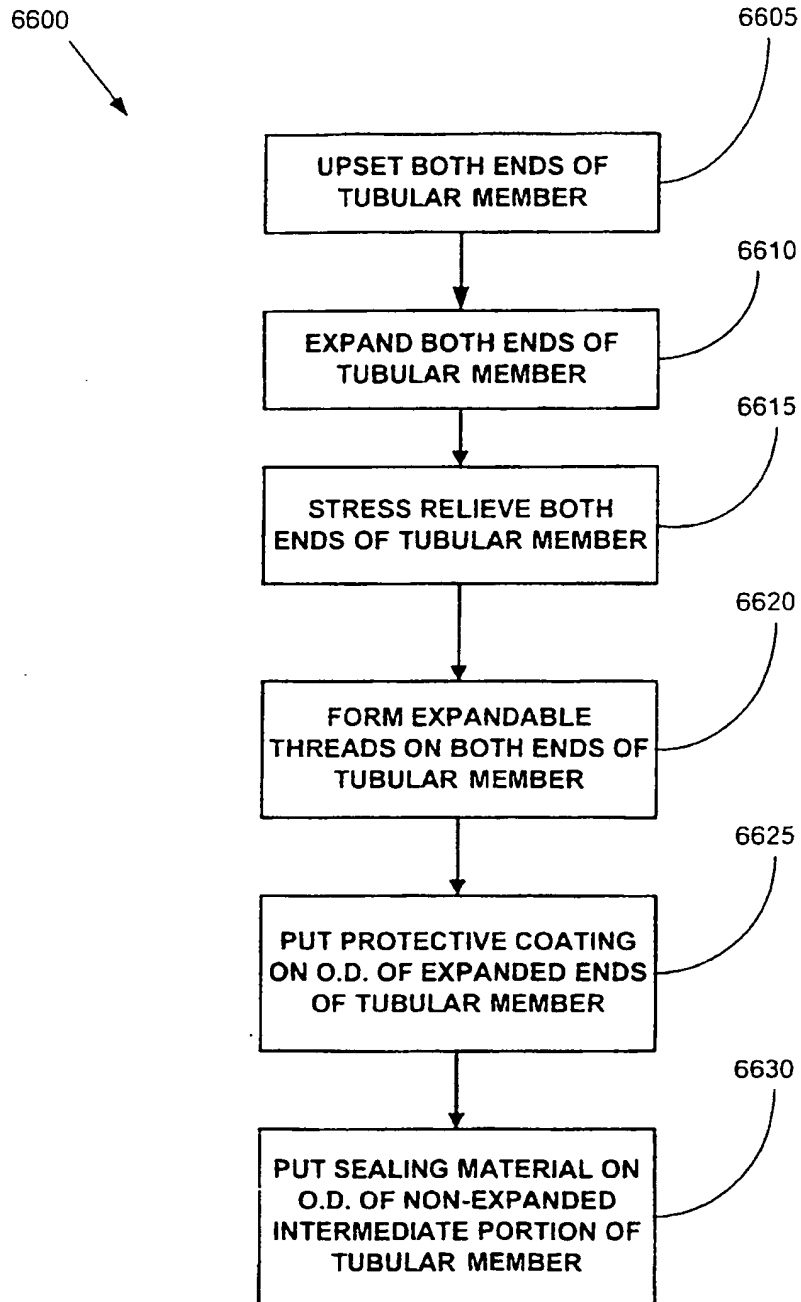 6600
6605
UPSET BOTH ENDS OF
TUBULAR MEMBER
6610
EXPAND BOTH ENDS OF
TUBULAR MEMBER
6615
STRESS RELIEVE BOTH
ENDS OF TUBULAR MEMBER
6620
FORM EXPANDABLE
THREADS ON BOTH ENDS OF
TUBULAR MEMBER
6625
PUT PROTECTIVE COATING
ON O.D. OF EXPANDED ENDS
OF TUBULAR MEMBER
6630
PUT SEALING MATERIAL ON
O.D. OF NON-EXPANDED
INTERMEDIATE PORTION OF
TUBULAR MEMBER